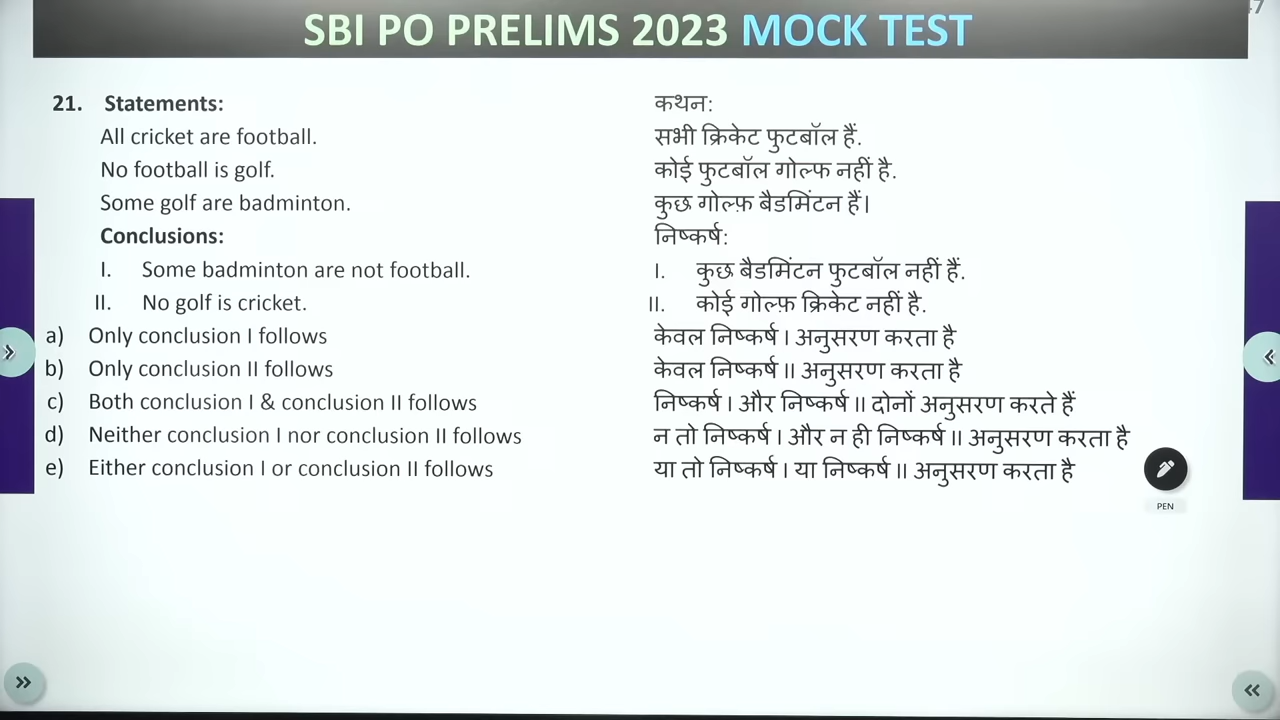 47
SBI PO PRELIMS 2023 MOCK TEST
21. Statements:
All cricket are football.
No football is golf.
Some golf are badminton.
Conclusions:
I. Some badminton are not football.
II. No golf is cricket.
a) Only conclusion I follows
b) Only conclusion II follows
c) Both conclusion I & conclusion II follows
d) Neither conclusion I nor conclusion II follows
e) Either conclusion I or conclusion II follows
कथन:
सभी क्रिकेट फुटबॉल हैं.
कोई फुटबॉल गोल्फ नहीं है.
कुछ गोल्फ़ बैडमिंटन हैं।
निष्कर्ष:
I. कुछ बैडमिंटन फुटबॉल नहीं हैं.
II. कोई गोल्फ़ क्रिकेट नहीं है.
केवल निष्कर्ष I अनुसरण करता है
केवल निष्कर्ष II अनुसरण करता है
निष्कर्ष I और निष्कर्ष II दोनों अनुसरण करते हैं
न तो निष्कर्ष I और न ही निष्कर्ष II अनुसरण करता है
या तो निष्कर्ष I या निष्कर्ष II अनुसरण करता है
PEN